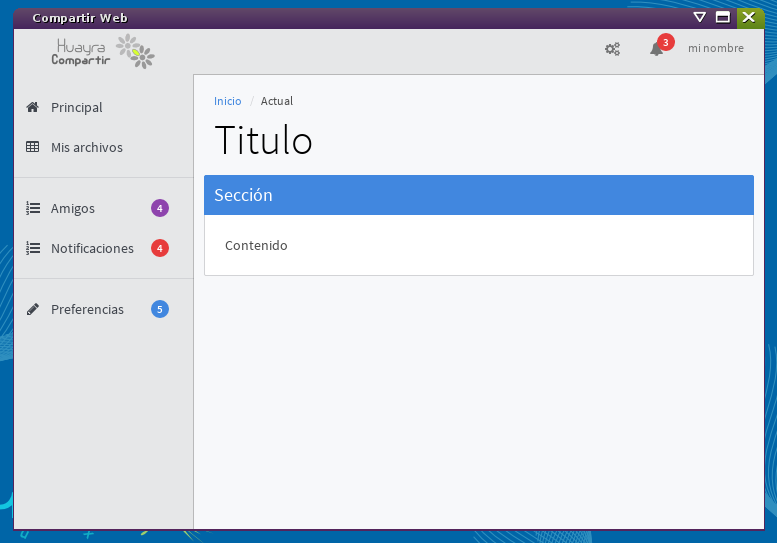 Compartir Web
Huayra
Compartir
3
mi nombre
Principal
Mis archivos
Amigos 4
Notificaciones 4
Preferencias 5
Inicio / Actual
Titulo
Sección
Contenido